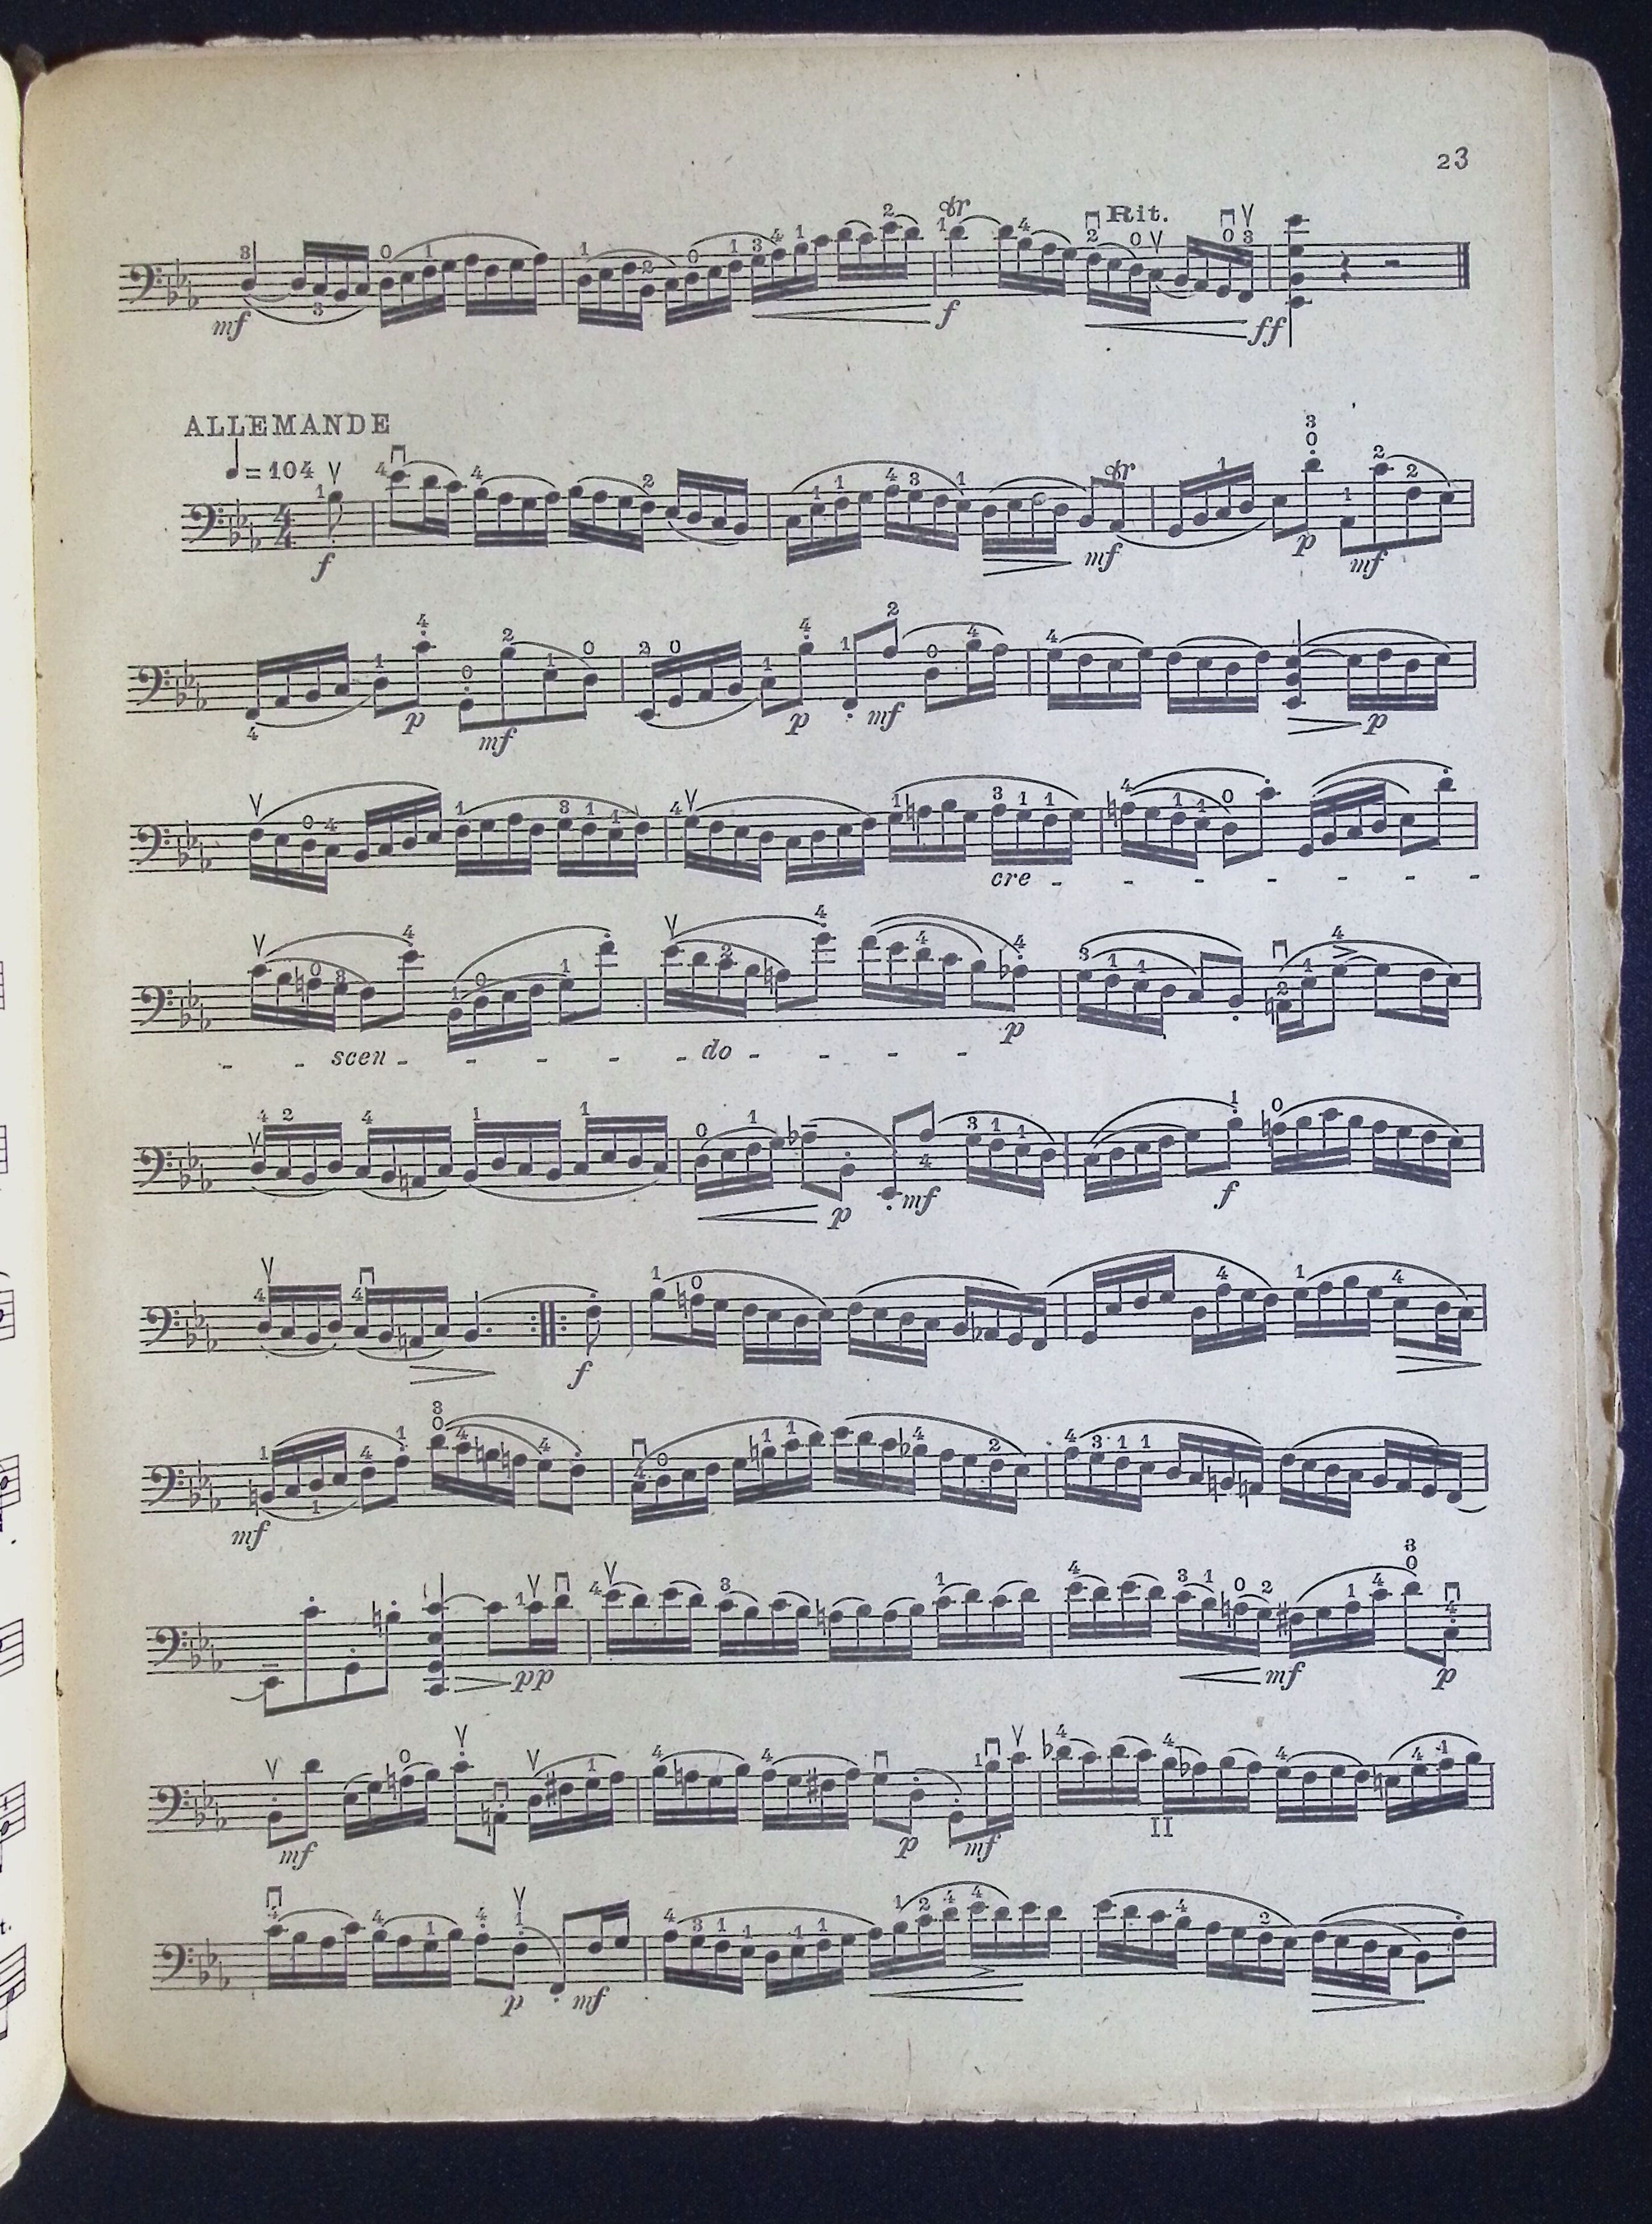 23
Rit.
mf f ff
ALLEMANDE
♩=104
f mf p mf
p mf p mf p
cre - - - - - - -
- - scen - - - - - do - - - - p
p mf f
f
mf
pp mf p
mf p mf
II
p mf